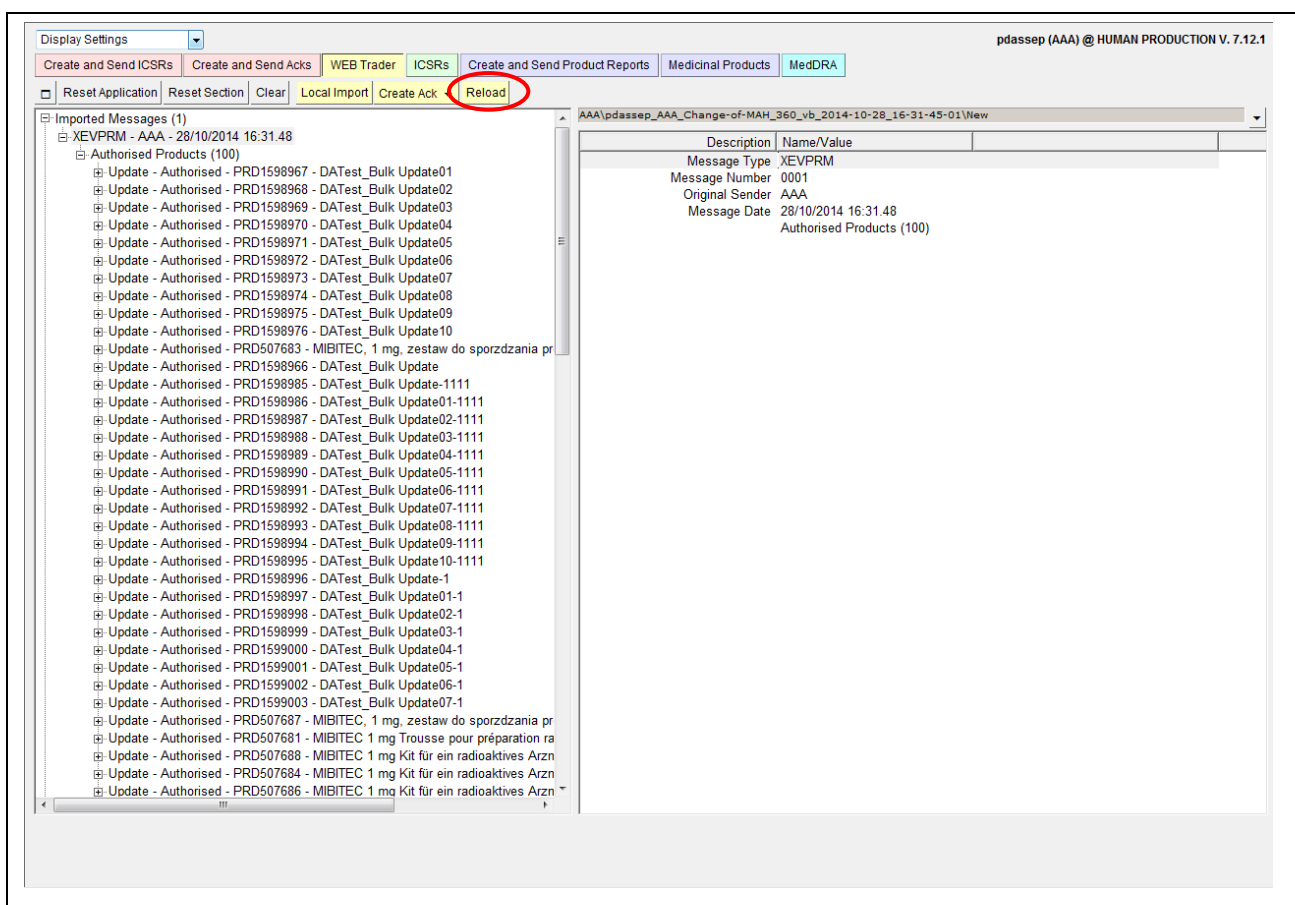 Display Settings
pdassep (AAA) @ HUMAN PRODUCTION V. 7.12.1
Create and Send ICSRs Create and Send Acks WEB Trader ICSRs Create and Send Product Reports Medicinal Products MedDRA
Reset Application Reset Section Clear Local Import Create Ack Reload
Imported Messages (1)
XEVPRM - AAA - 28/10/2014 16:31.48
Authorised Products (100)
Update - Authorised - PRD1598967 - DATest_Bulk Update01
Update - Authorised - PRD1598968 - DATest_Bulk Update02
Update - Authorised - PRD1598969 - DATest_Bulk Update03
Update - Authorised - PRD1598970 - DATest_Bulk Update04
Update - Authorised - PRD1598971 - DATest_Bulk Update05
Update - Authorised - PRD1598972 - DATest_Bulk Update06
Update - Authorised - PRD1598973 - DATest_Bulk Update07
Update - Authorised - PRD1598974 - DATest_Bulk Update08
Update - Authorised - PRD1598975 - DATest_Bulk Update09
Update - Authorised - PRD1598976 - DATest_Bulk Update10
Update - Authorised - PRD507683 - MIBITEC, 1 mg, zestaw do sporzdzania pr
Update - Authorised - PRD1598966 - DATest_Bulk Update
Update - Authorised - PRD1598985 - DATest_Bulk Update-1111
Update - Authorised - PRD1598986 - DATest_Bulk Update01-1111
Update - Authorised - PRD1598987 - DATest_Bulk Update02-1111
Update - Authorised - PRD1598988 - DATest_Bulk Update03-1111
Update - Authorised - PRD1598989 - DATest_Bulk Update04-1111
Update - Authorised - PRD1598990 - DATest_Bulk Update05-1111
Update - Authorised - PRD1598991 - DATest_Bulk Update06-1111
Update - Authorised - PRD1598992 - DATest_Bulk Update07-1111
Update - Authorised - PRD1598993 - DATest_Bulk Update08-1111
Update - Authorised - PRD1598994 - DATest_Bulk Update09-1111
Update - Authorised - PRD1598995 - DATest_Bulk Update10-1111
Update - Authorised - PRD1598996 - DATest_Bulk Update-1
Update - Authorised - PRD1598997 - DATest_Bulk Update01-1
Update - Authorised - PRD1598998 - DATest_Bulk Update02-1
Update - Authorised - PRD1598999 - DATest_Bulk Update03-1
Update - Authorised - PRD1599000 - DATest_Bulk Update04-1
Update - Authorised - PRD1599001 - DATest_Bulk Update05-1
Update - Authorised - PRD1599002 - DATest_Bulk Update06-1
Update - Authorised - PRD1599003 - DATest_Bulk Update07-1
Update - Authorised - PRD507687 - MIBITEC, 1 mg, zestaw do sporzdzania pr
Update - Authorised - PRD507681 - MIBITEC 1 mg Trousse pour préparation ra
Update - Authorised - PRD507688 - MIBITEC 1 mg Kit für ein radioaktives Arzn
Update - Authorised - PRD507684 - MIBITEC 1 mg Kit für ein radioaktives Arzn
Update - Authorised - PRD507686 - MIBITEC 1 mg Kit für ein radioaktives Arzn
AAA\pdassep_AAA_Change-of-MAH_360_vb_2014-10-28_16-31-45-01\New
Description Name/Value
Message Type XEVPRM
Message Number 0001
Original Sender AAA
Message Date 28/10/2014 16:31.48
Authorised Products (100)